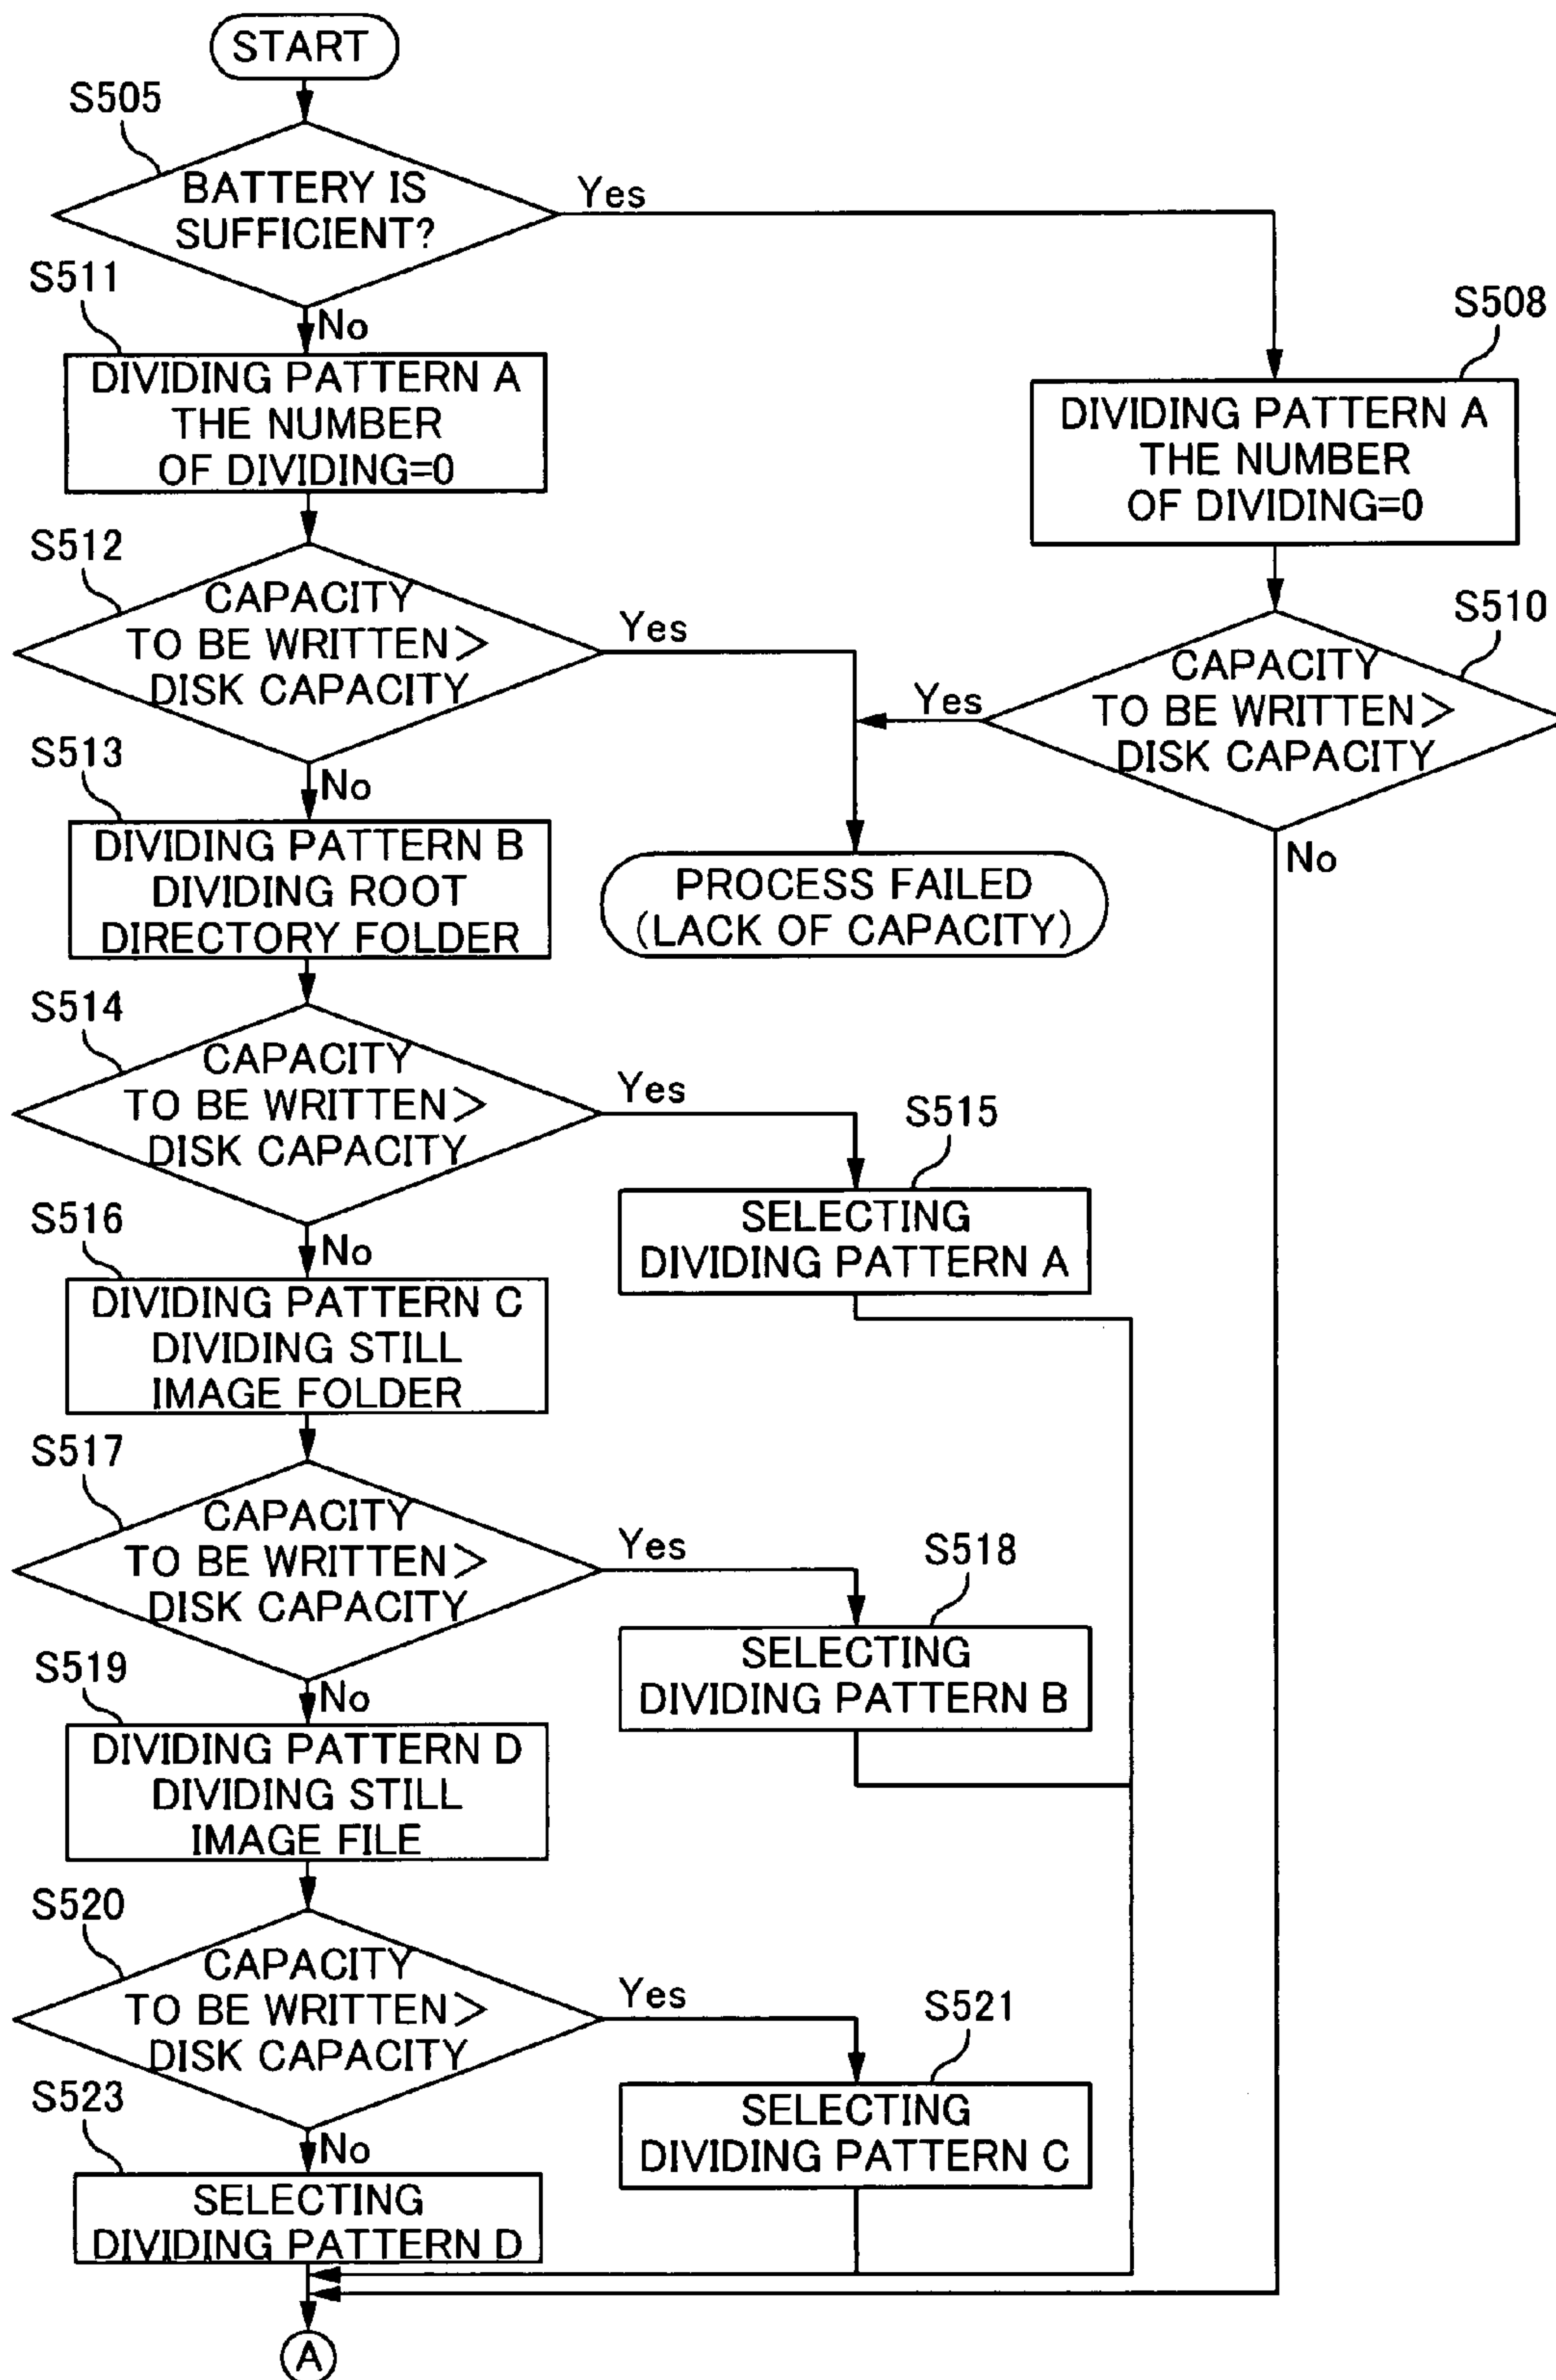 START
S505
BATTERY IS
SUFFICIENT?
Yes
No
S511
DIVIDING PATTERN A
THE NUMBER
OF DIVIDING=0
S508
DIVIDING PATTERN A
THE NUMBER
OF DIVIDING=0
S512
CAPACITY
TO BE WRITTEN>
DISK CAPACITY
Yes
No
S510
CAPACITY
TO BE WRITTEN>
DISK CAPACITY
Yes
No
S513
DIVIDING PATTERN B
DIVIDING ROOT
DIRECTORY FOLDER
PROCESS FAILED
(LACK OF CAPACITY)
S514
CAPACITY
TO BE WRITTEN>
DISK CAPACITY
Yes
No
S515
SELECTING
DIVIDING PATTERN A
S516
DIVIDING PATTERN C
DIVIDING STILL
IMAGE FOLDER
S517
CAPACITY
TO BE WRITTEN>
DISK CAPACITY
Yes
No
S518
SELECTING
DIVIDING PATTERN B
S519
DIVIDING PATTERN D
DIVIDING STILL
IMAGE FILE
S520
CAPACITY
TO BE WRITTEN>
DISK CAPACITY
Yes
No
S521
SELECTING
DIVIDING PATTERN C
S523
SELECTING
DIVIDING PATTERN D
A